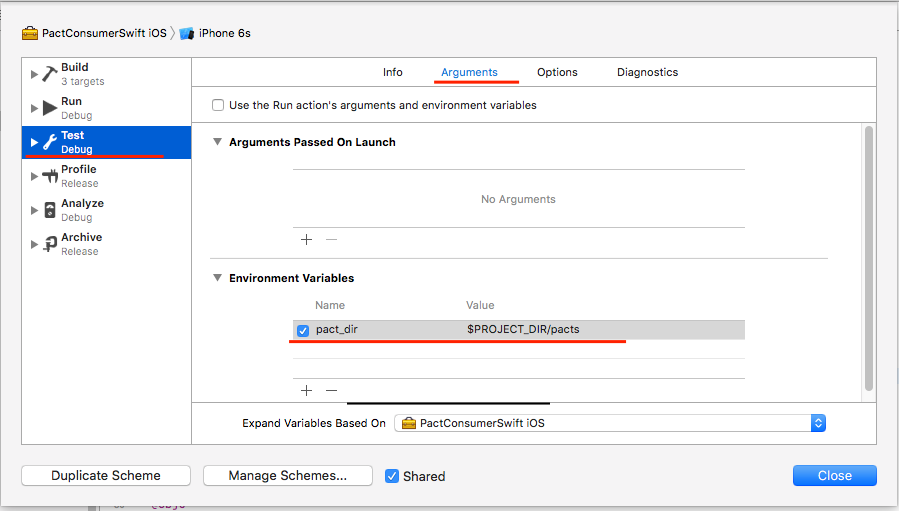 PactConsumerSwift iOS iPhone 6s
Build
3 targets
Run
Debug
Test
Debug
Profile
Release
Analyze
Debug
Archive
Release
Info Arguments Options Diagnostics
Use the Run action's arguments and environment variables
Arguments Passed On Launch
No Arguments
Environment Variables
Name Value
pact_dir $PROJECT_DIR/pacts
Expand Variables Based On PactConsumerSwift iOS
Duplicate Scheme Manage Schemes... Shared Close